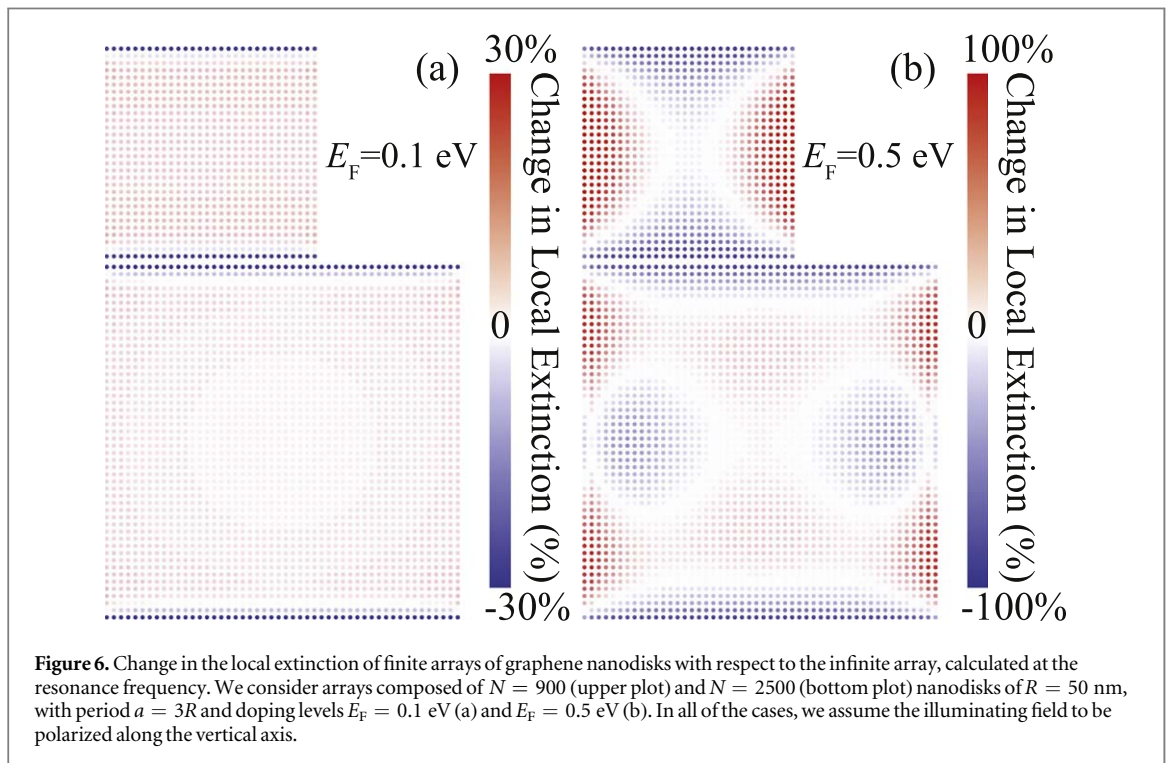 30%
(a)
E_F=0.1 eV
0
-30%
Change in Local Extinction (%)
100%
(b)
E_F=0.5 eV
0
-100%
Change in Local Extinction (%)
Figure 6. Change in the local extinction of finite arrays of graphene nanodisks with respect to the infinite array, calculated at the
resonance frequency. We consider arrays composed of N = 900 (upper plot) and N = 2500 (bottom plot) nanodisks of R = 50 nm,
with period a = 3R and doping levels E_F = 0.1 eV (a) and E_F = 0.5 eV (b). In all of the cases, we assume the illuminating field to be
polarized along the vertical axis.